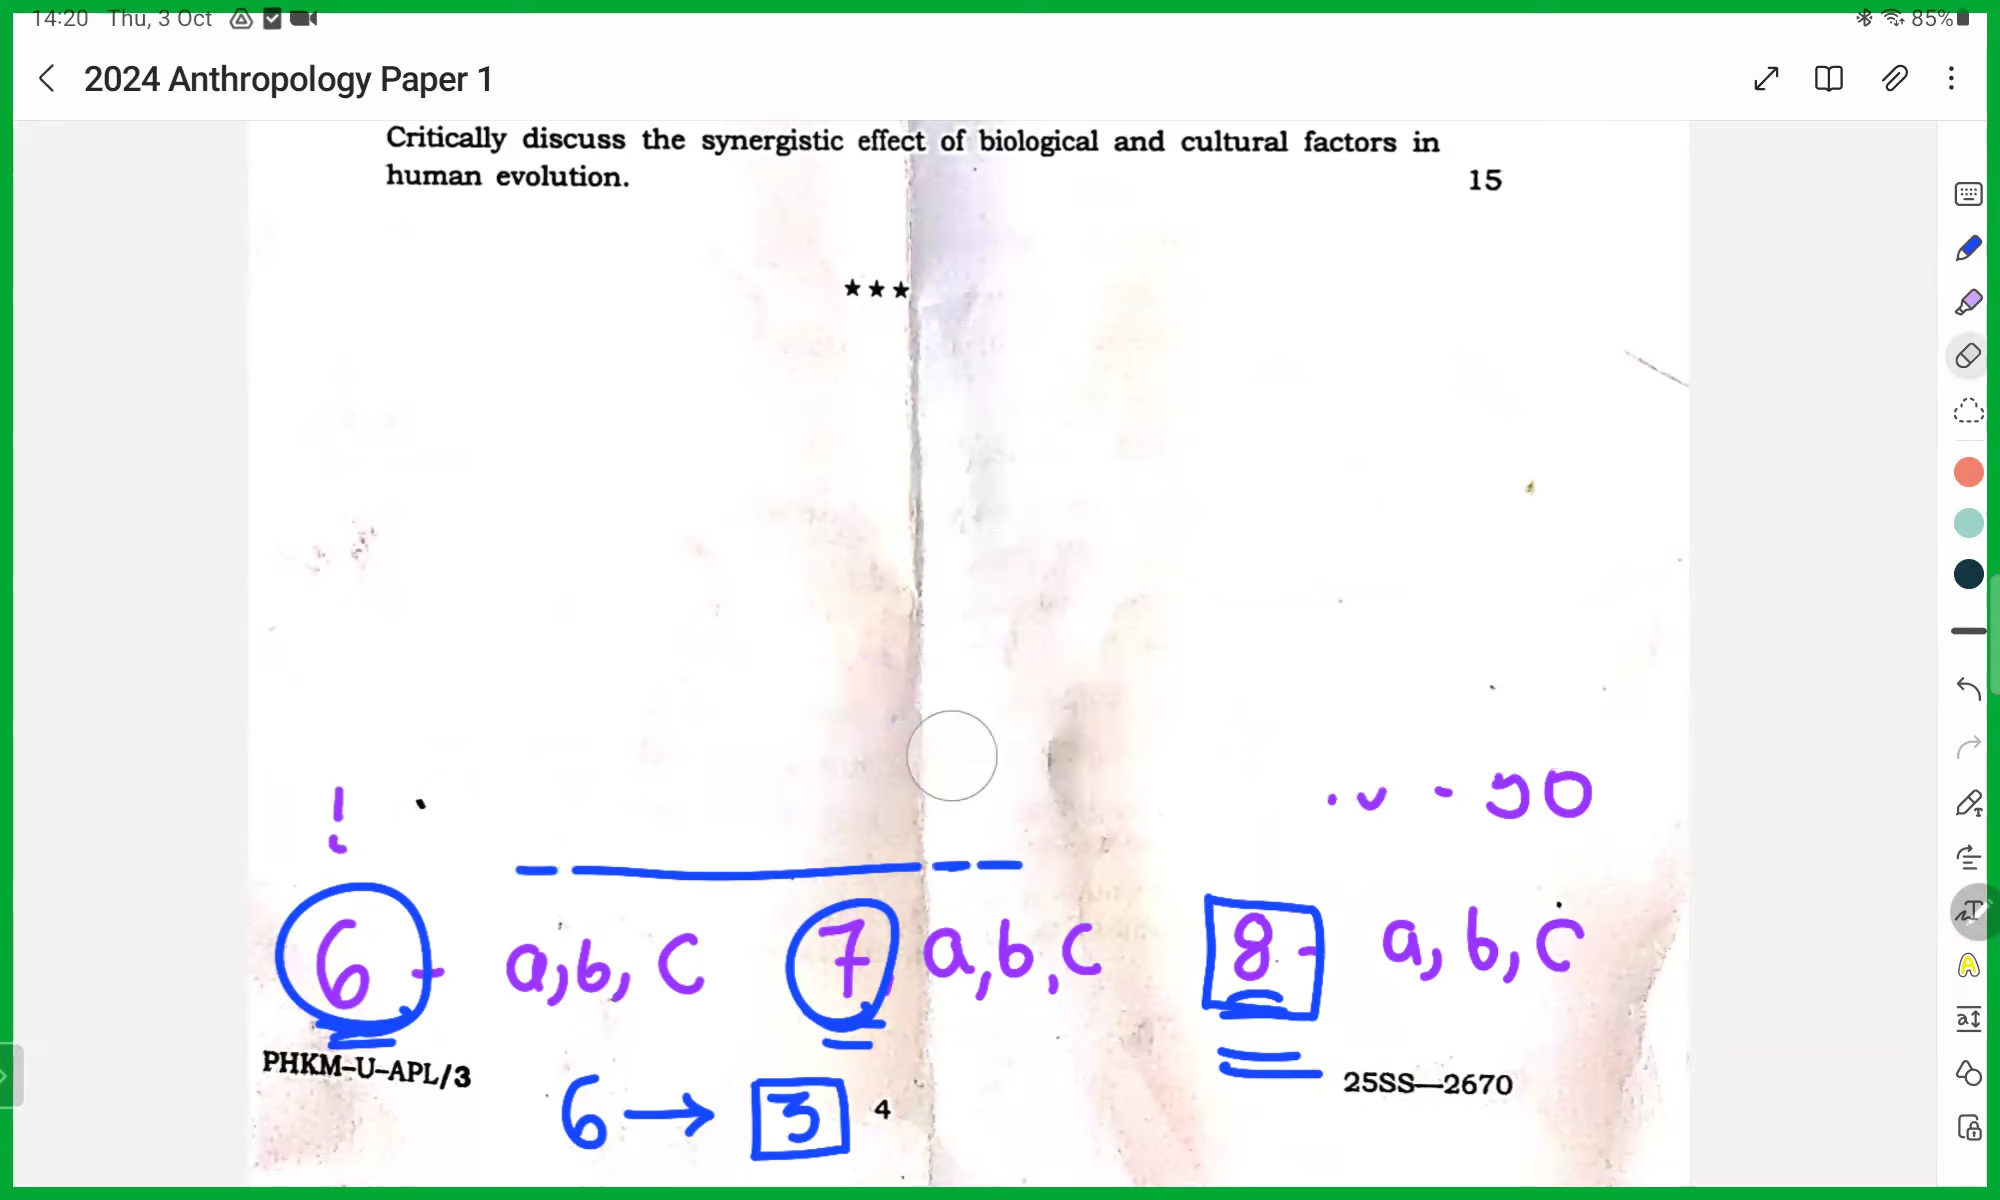 14:20 Thu, 3 Oct 85%
2024 Anthropology Paper 1
Critically discuss the synergistic effect of biological and cultural factors in
human evolution. 15
★★★
6 - a, b, c 7 a, b, c 8 - a, b, c
PHKM-U-APL/3 25SS—2670
6 → 3 4